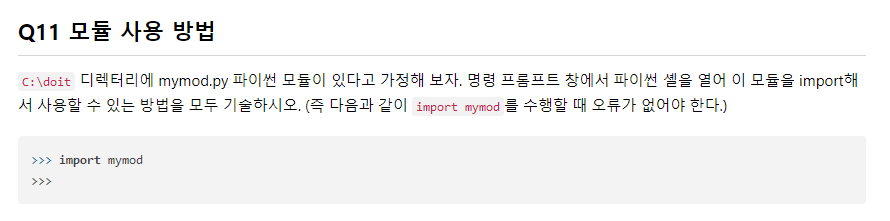 Q11 모듈 사용 방법
C:\doit 디렉터리에 mymod.py 파이썬 모듈이 있다고 가정해 보자. 명령 프롬프트 창에서 파이썬 셸을 열어 이 모듈을 import해
서 사용할 수 있는 방법을 모두 기술하시오. (즉 다음과 같이 import mymod를 수행할 때 오류가 없어야 한다.)
>>> import mymod
>>>